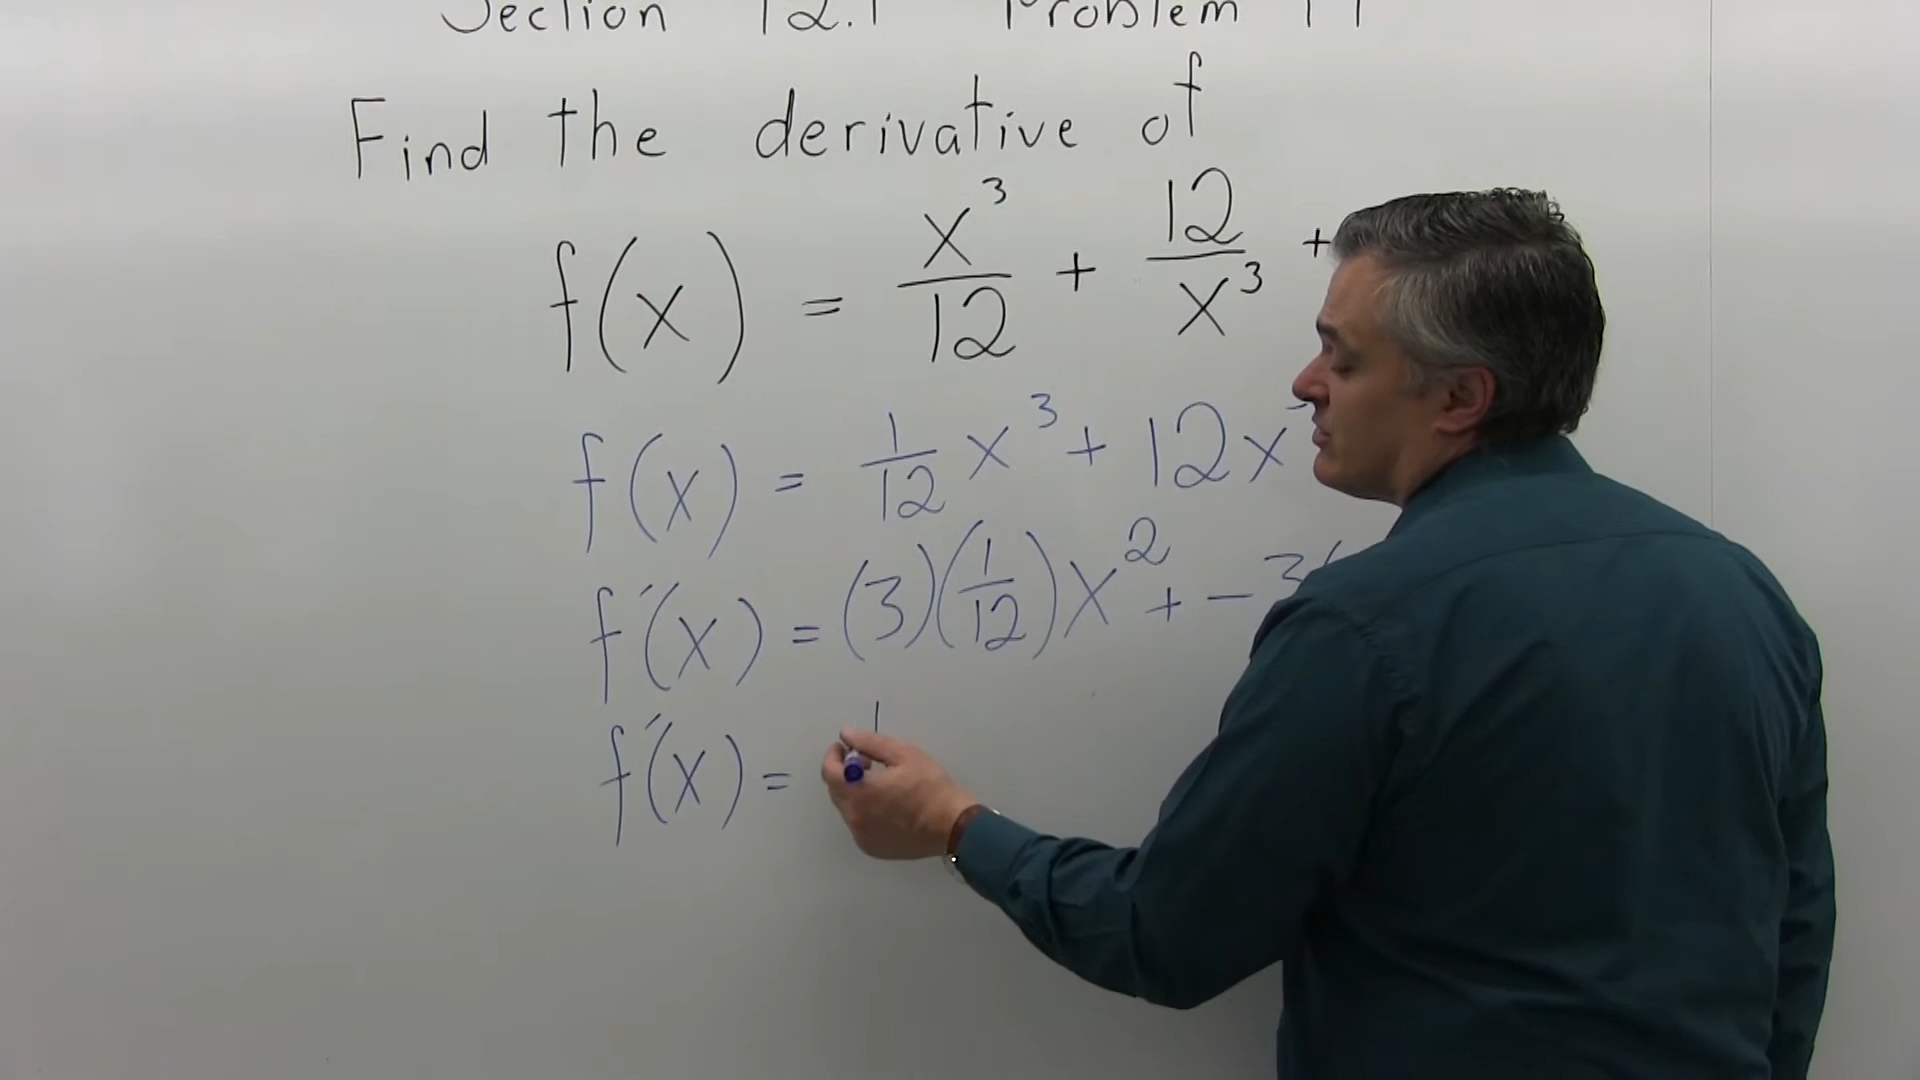 Section 12.1 Problem
Find the derivative of
f(x) = x³/12 + 12/x³ +
f(x) = 1/12 x³ + 12x
f'(x) = (3)(1/12)x² + -3(
f'(x) = 1